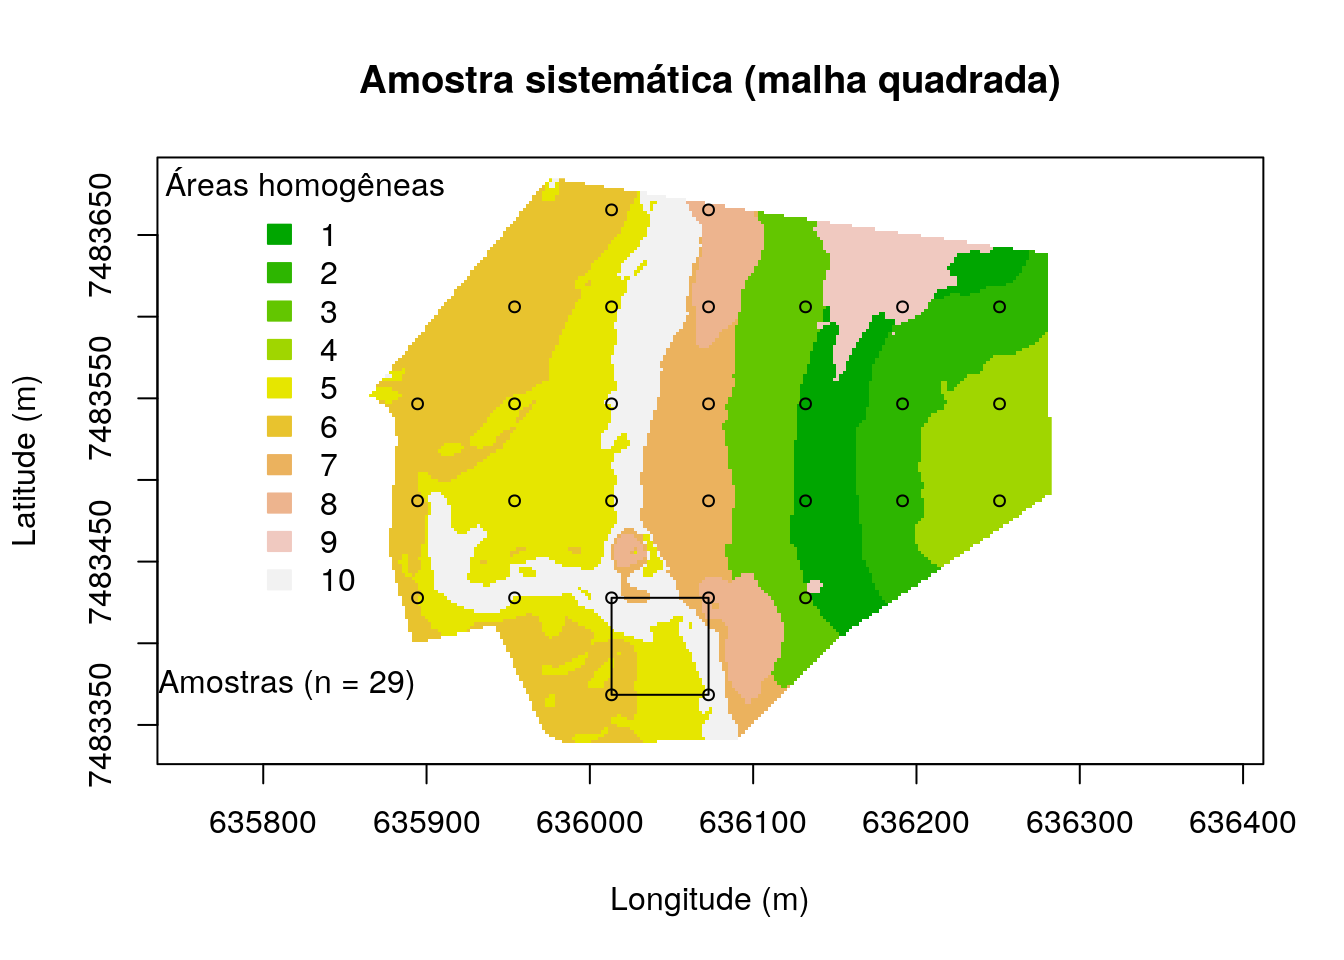 Amostra sistemática (malha quadrada)
Áreas homogêneas
1
2
3
4
5
6
7
8
9
10
Amostras (n = 29)
Latitude (m)
7483650
7483550
7483450
7483350
635800 635900 636000 636100 636200 636300 636400
Longitude (m)